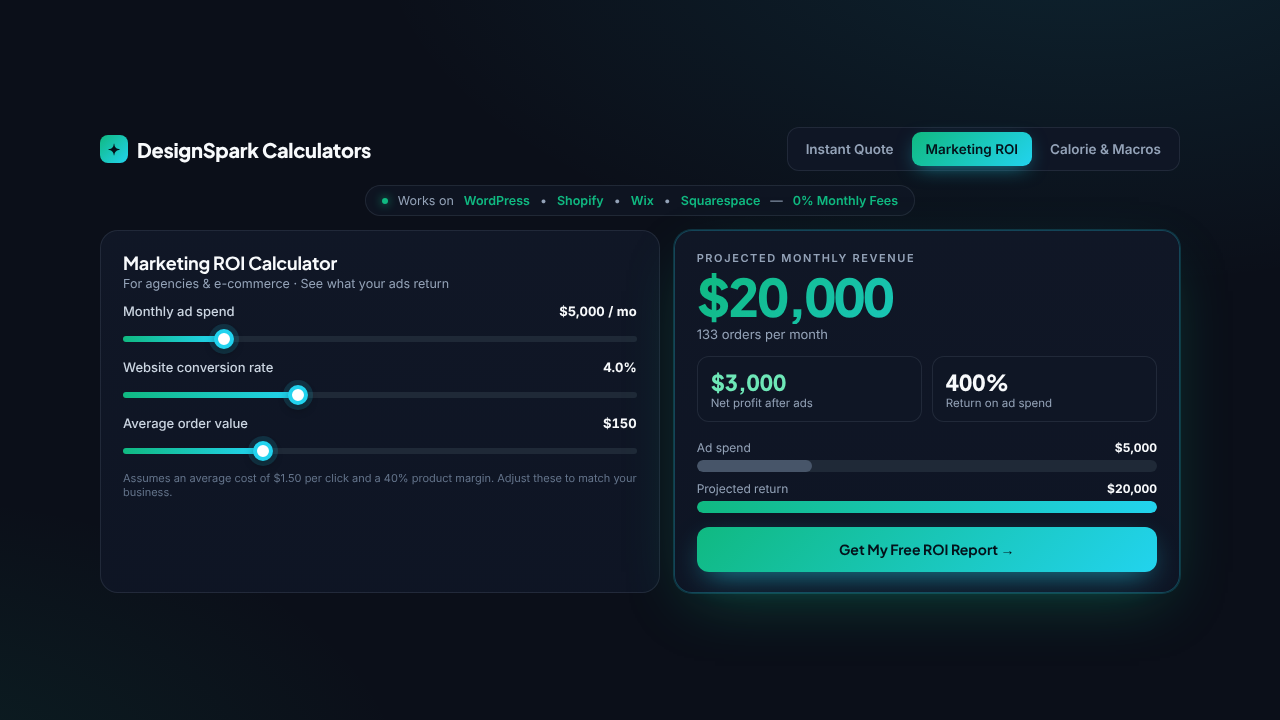 DesignSpark Calculators
Instant Quote
Marketing ROI
Calorie & Macros
Works on WordPress • Shopify • Wix • Squarespace — 0% Monthly Fees
Marketing ROI Calculator
For agencies & e-commerce · See what your ads return
Monthly ad spend $5,000 / mo
Website conversion rate 4.0%
Average order value $150
Assumes an average cost of $1.50 per click and a 40% product margin. Adjust these to match your
business.
PROJECTED MONTHLY REVENUE
$20,000
133 orders per month
$3,000
Net profit after ads
400%
Return on ad spend
Ad spend $5,000
Projected return $20,000
Get My Free ROI Report →